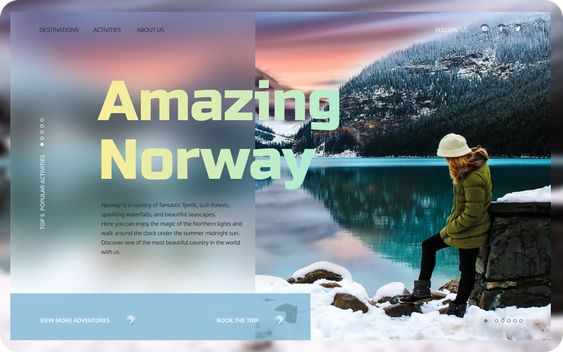 DESTINATIONS ACTIVITIES ABOUT US FOLLOW US
Amazing
Norway
TOP 5 POPULAR ACTIVITIES
Norway is a country of fantastic fjords, lush forests,
sparkling waterfalls, and beautiful seascapes.
Here you can enjoy the magic of the Northern lights and
walk around the clock under the summer midnight sun.
Discover one of the most beautiful country in the world
with us.
VIEW MORE ADVENTURES BOOK THE TRIP